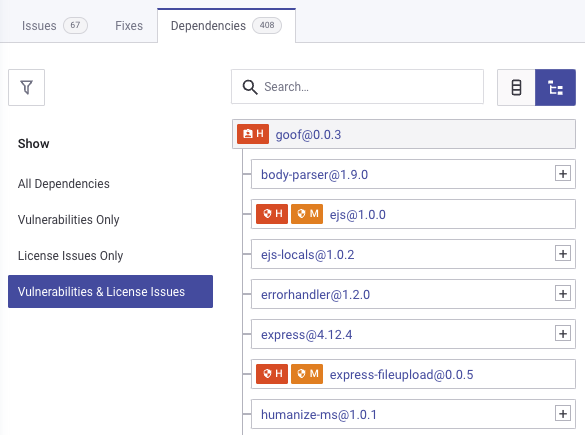 Issues 67 Fixes Dependencies 408
Search...
Show
All Dependencies
Vulnerabilities Only
License Issues Only
Vulnerabilities & License Issues
H goof@0.0.3
body-parser@1.9.0 +
H M ejs@1.0.0
ejs-locals@1.0.2 +
errorhandler@1.2.0 +
express@4.12.4 +
H M express-fileupload@0.0.5
humanize-ms@1.0.1 +